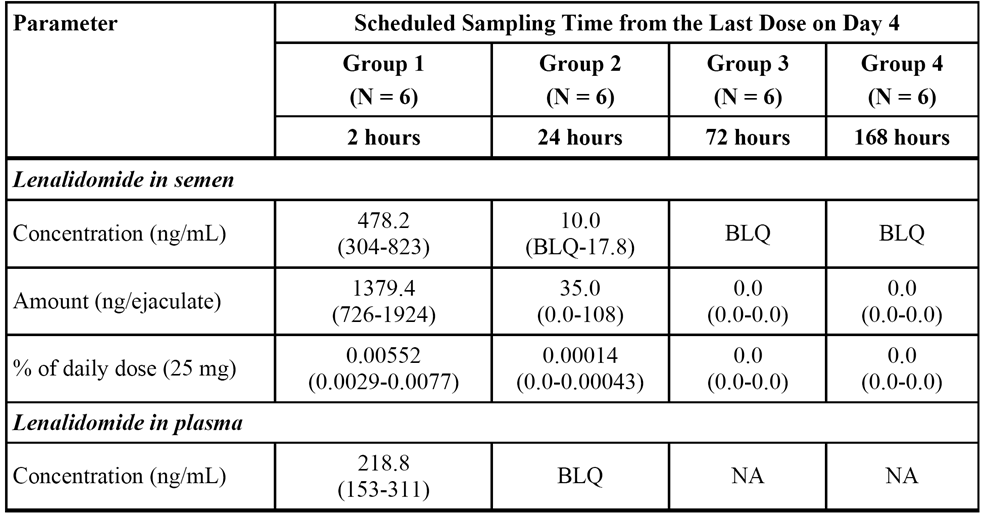 Parameter
Scheduled Sampling Time from the Last Dose on Day 4
Group 1
(N = 6)
Group 2
(N = 6)
Group 3
(N = 6)
Group 4
(N = 6)
2 hours
24 hours
72 hours
168 hours
Lenalidomide in semen
Concentration (ng/mL)
478.2
(304-823)
10.0
(BLQ-17.8)
BLQ
BLQ
Amount (ng/ejaculate)
1379.4
(726-1924)
35.0
(0.0-108)
0.0
(0.0-0.0)
0.0
(0.0-0.0)
% of daily dose (25 mg)
0.00552
(0.0029-0.0077)
0.00014
(0.0-0.00043)
0.0
(0.0-0.0)
0.0
(0.0-0.0)
Lenalidomide in plasma
Concentration (ng/mL)
218.8
(153-311)
BLQ
NA
NA